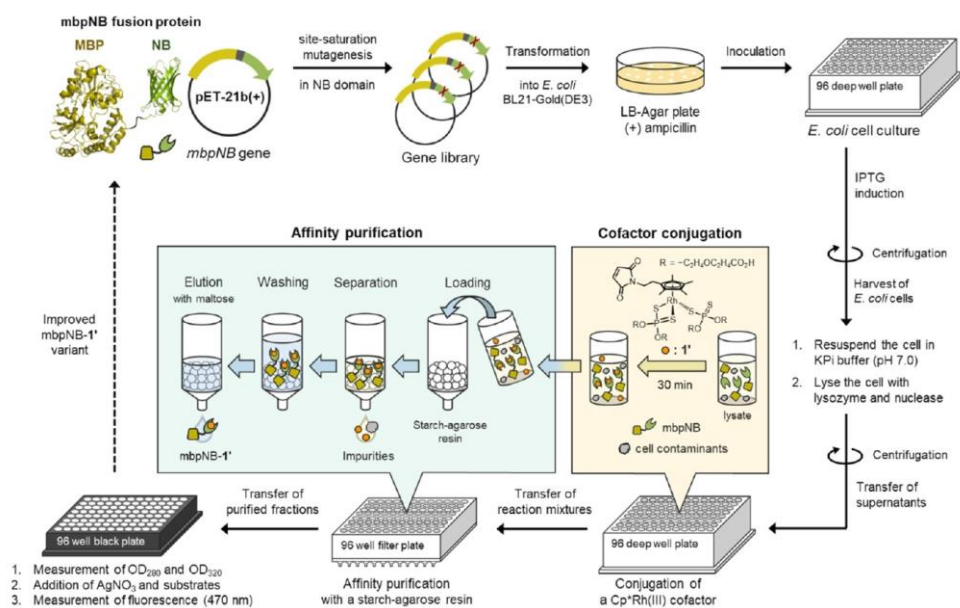 mbpNB fusion protein
MBP
NB
pET-21b(+)
mbpNB gene
site-saturation
mutagenesis
in NB domain
Gene library
Transformation
into E. coli
BL21-Gold(DE3)
LB-Agar plate
(+) ampicillin
Inoculation
96 deep well plate
E. coli cell culture
IPTG
induction
Centrifugation
Harvest of
E. coli cells
1. Resuspend the cell in
KPi buffer (pH 7.0)
2. Lyse the cell with
lysozyme and nuclease
Centrifugation
Transfer of
supernatants
Cofactor conjugation
R = −C₂H₄OC₂H₄CO₂H
O
N
O
Rh
S
S
S
S
P
P
RO
OR
RO
OR
: 1'
30 min
lysate
mbpNB
cell contaminants
96 deep well plate
Conjugation of
a Cp*Rh(III) cofactor
Transfer of
reaction mixtures
Affinity purification
Elution
with maltose
Washing
Separation
Loading
Starch-agarose
resin
mbpNB-1'
Impurities
96 well filter plate
Affinity purification
with a starch-agarose resin
Transfer of
purified fractions
96 well black plate
1. Measurement of OD₂₈₀ and OD₃₂₀
2. Addition of AgNO₃ and substrates
3. Measurement of fluorescence (470 nm)
Improved
mbpNB-1'
variant